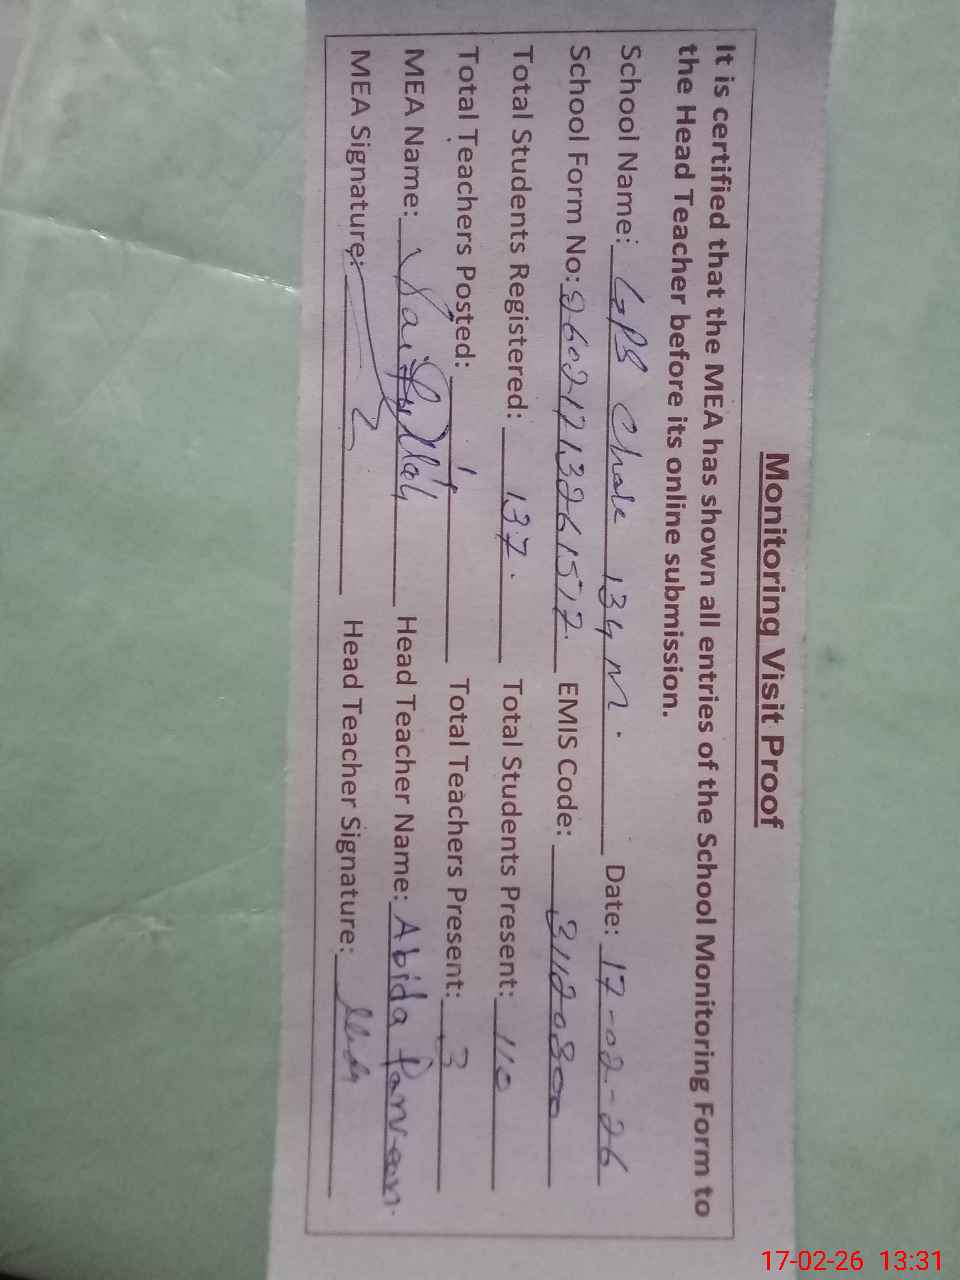 Monitoring Visit Proof
It is certified that the MEA has shown all entries of the School Monitoring Form to
the Head Teacher before its online submission.
School Name: GPS Chak 134 M. Date: 17-02-26
School Form No: EMIS Code:
Total Students Registered: 137. Total Students Present: 110
Total Teachers Posted: Total Teachers Present: 3
MEA Name: Saifullah Head Teacher Name: Abida Parveen.
MEA Signature: Head Teacher Signature:
17-02-26 13:31